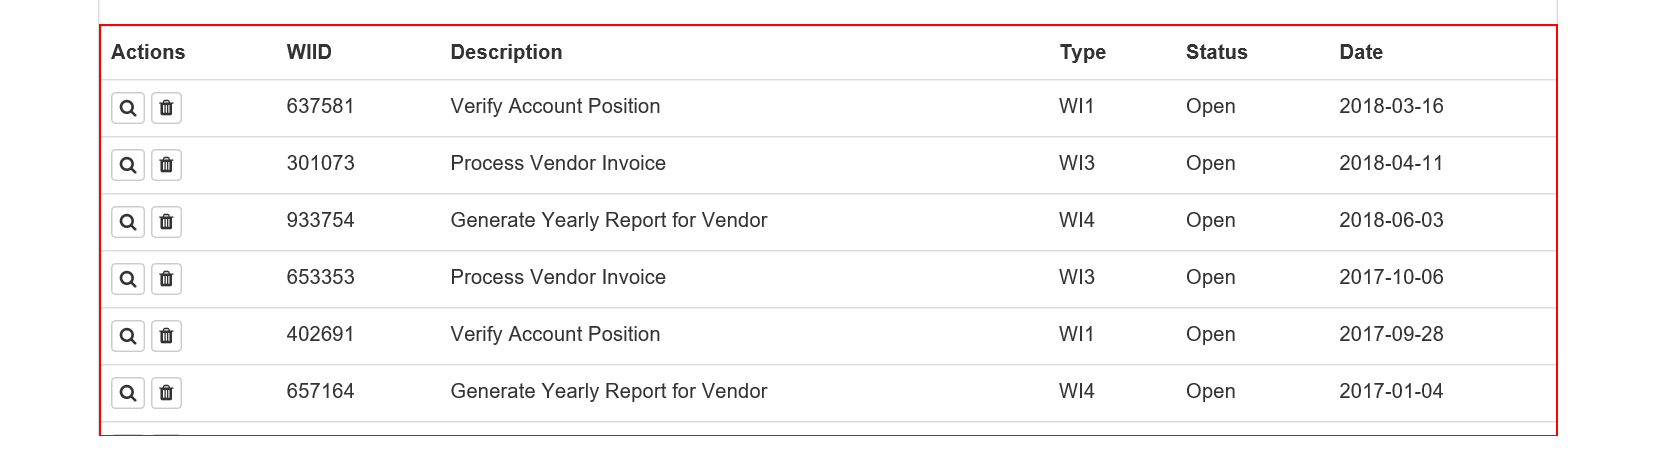 Actions WIID Description Type Status Date
637581 Verify Account Position WI1 Open 2018-03-16
301073 Process Vendor Invoice WI3 Open 2018-04-11
933754 Generate Yearly Report for Vendor WI4 Open 2018-06-03
653353 Process Vendor Invoice WI3 Open 2017-10-06
402691 Verify Account Position WI1 Open 2017-09-28
657164 Generate Yearly Report for Vendor WI4 Open 2017-01-04